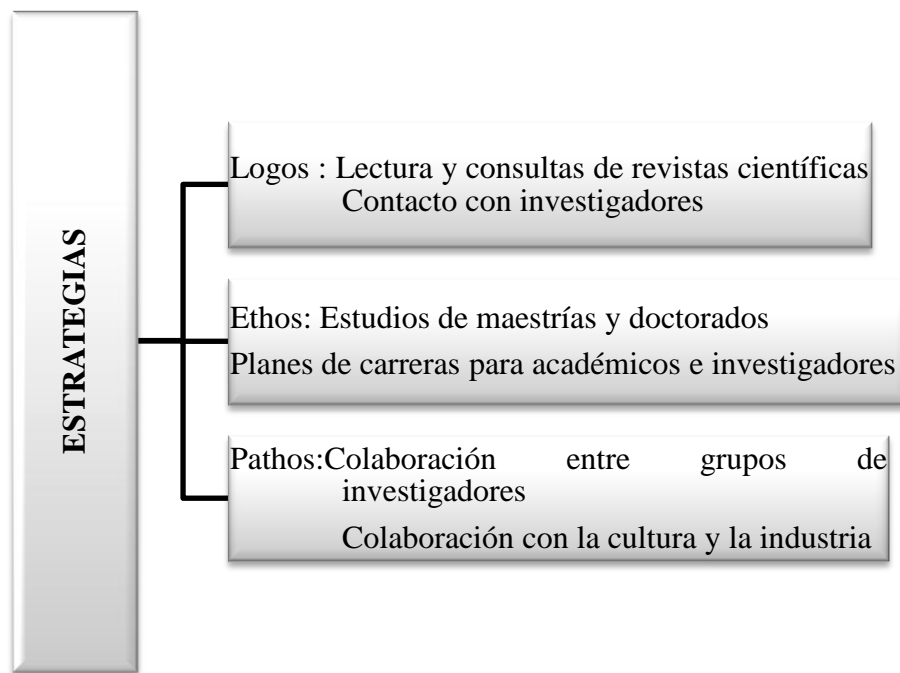 ESTRATEGIAS
Logos : Lectura y consultas de revistas científicas
Contacto con investigadores
Ethos: Estudios de maestrías y doctorados
Planes de carreras para académicos e investigadores
Pathos:Colaboración entre grupos de
investigadores
Colaboración con la cultura y la industria